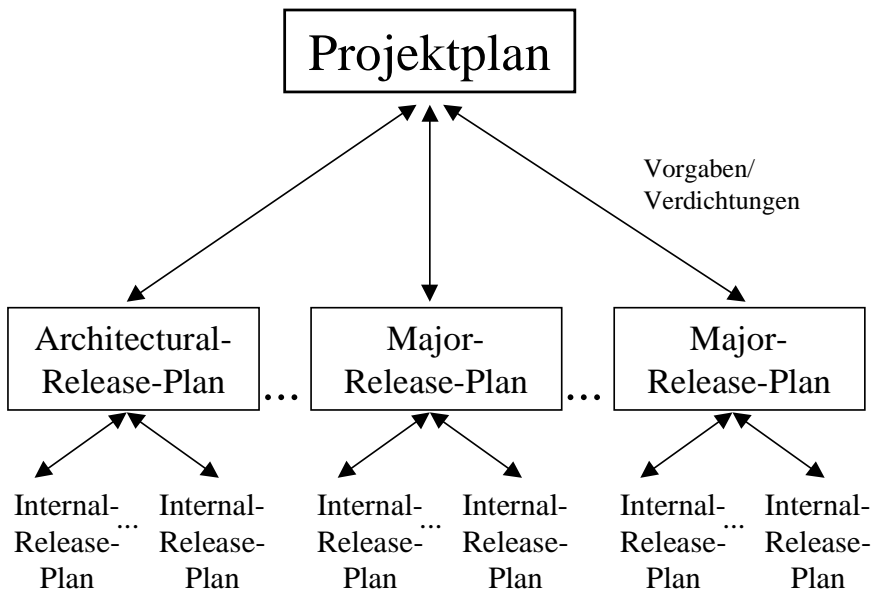 Projektplan
Vorgaben/
Verdichtungen
Architectural-
Release-Plan
...
Major-
Release-Plan
...
Major-
Release-Plan
Internal-
Release-
Plan
...
Internal-
Release-
Plan
Internal-
Release-
Plan
...
Internal-
Release-
Plan
Internal-
Release-
Plan
...
Internal-
Release-
Plan